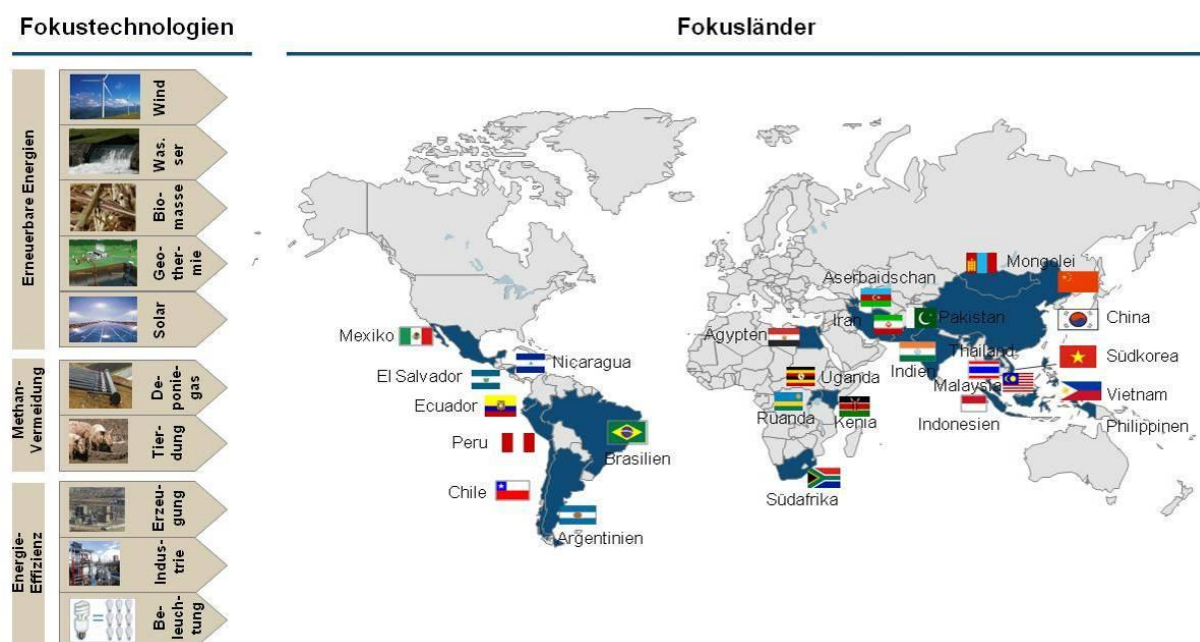 Fokustechnologien
Fokusländer
Erneuerbare Energien
Wind
Was.
ser
Bio-
masse
Geo-
ther-
mie
Solar
Methan-
Vermeidung
De-
ponie-
gas
Tier-
dung
Energie-
Effizienz
Erzeu-
gung
Indus-
trie
Be-
leuch-
tung
Mongolei
Aserbaidschan
Iran
Pakistan
China
Mexiko
Nicaragua
Ägypten
Indien
Thailand
Südkorea
El Salvador
Uganda
Malaysia
Vietnam
Ecuador
Ruanda
Kenia
Indonesien
Philippinen
Peru
Brasilien
Chile
Südafrika
Argentinien